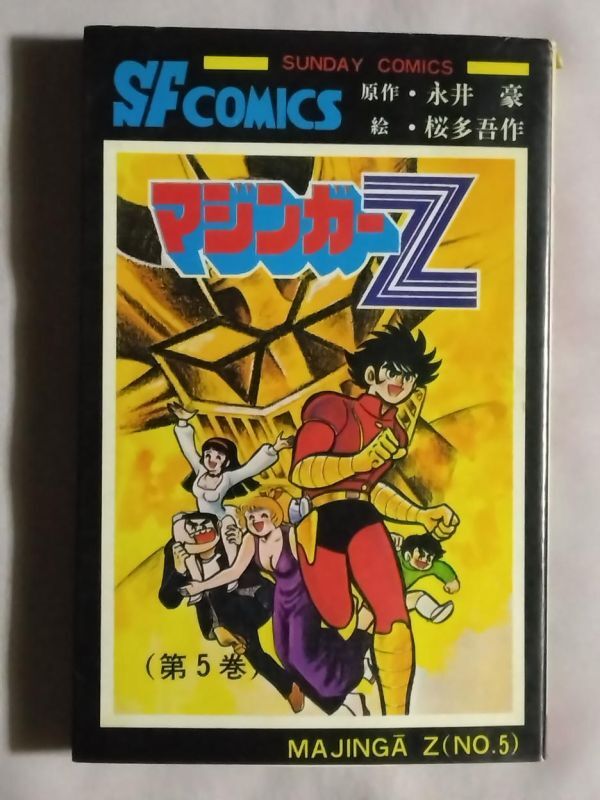 SUNDAY COMICS
SF COMICS
原作・永井 豪
絵・桜多吾作
マジンガーZ
(第5巻)
MAJINGĀ Z(NO.5)